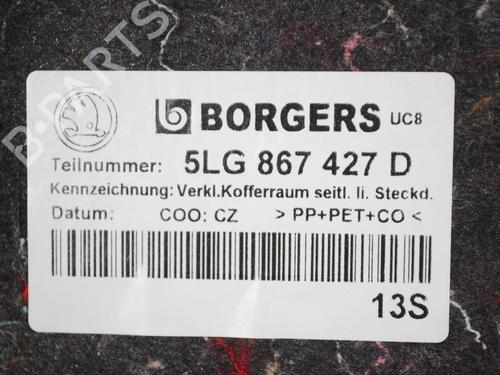 B-PARTS
BORGERS UC8
Teilnummer: 5LG 867 427 D
Kennzeichnung: Verkl.Kofferraum seitl. li. Steckd.
Datum: COO: CZ > PP+PET+CO <
13S